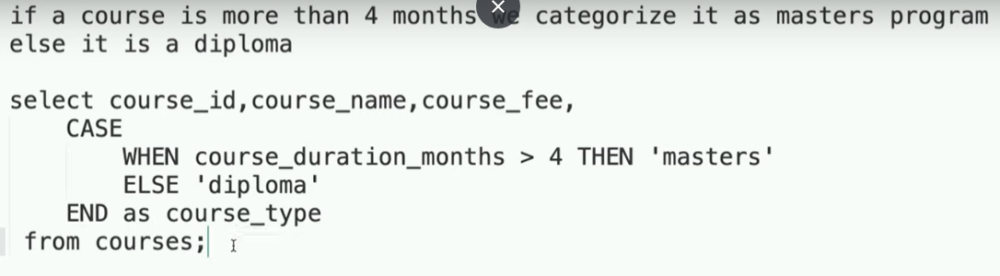 if a course is more than 4 months we categorize it as masters program
else it is a diploma
select course_id,course_name,course_fee,
CASE
WHEN course_duration_months > 4 THEN 'masters'
ELSE 'diploma'
END as course_type
from courses;